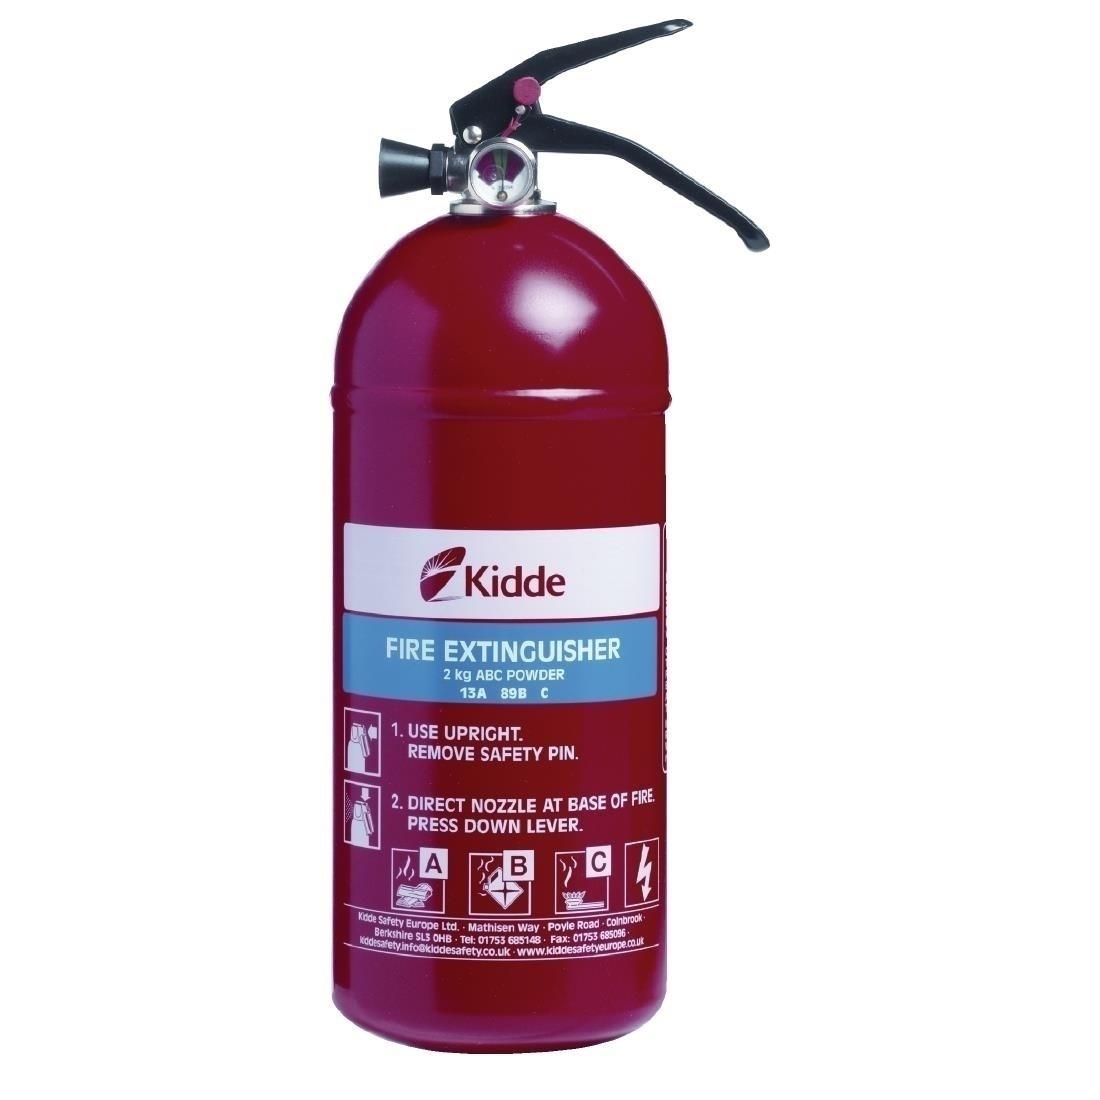 Kidde
FIRE EXTINGUISHER
2 kg ABC POWDER
13A 89B C
1. USE UPRIGHT.
REMOVE SAFETY PIN.
2. DIRECT NOZZLE AT BASE OF FIRE.
PRESS DOWN LEVER.
A B C
Kidde Safety Europe Ltd. · Mathisen Way · Poyle Road · Colnbrook ·
Berkshire SL3 0HB · Tel: 01753 685148 · Fax: 01753 685096 ·
kiddesafety.info@kiddesafety.co.uk · www.kiddesafetyeurope.co.uk